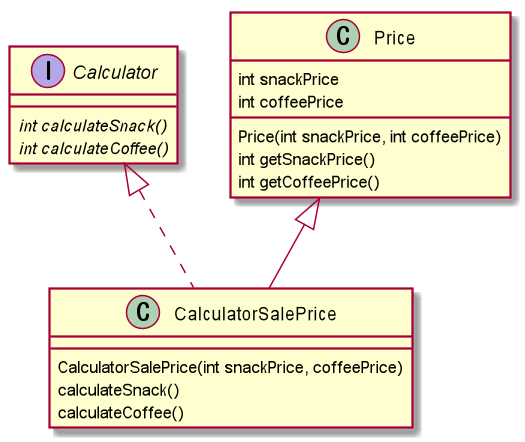 I Calculator
int calculateSnack()
int calculateCoffee()
C Price
int snackPrice
int coffeePrice
Price(int snackPrice, int coffeePrice)
int getSnackPrice()
int getCoffeePrice()
C CalculatorSalePrice
CalculatorSalePrice(int snackPrice, coffeePrice)
calculateSnack()
calculateCoffee()